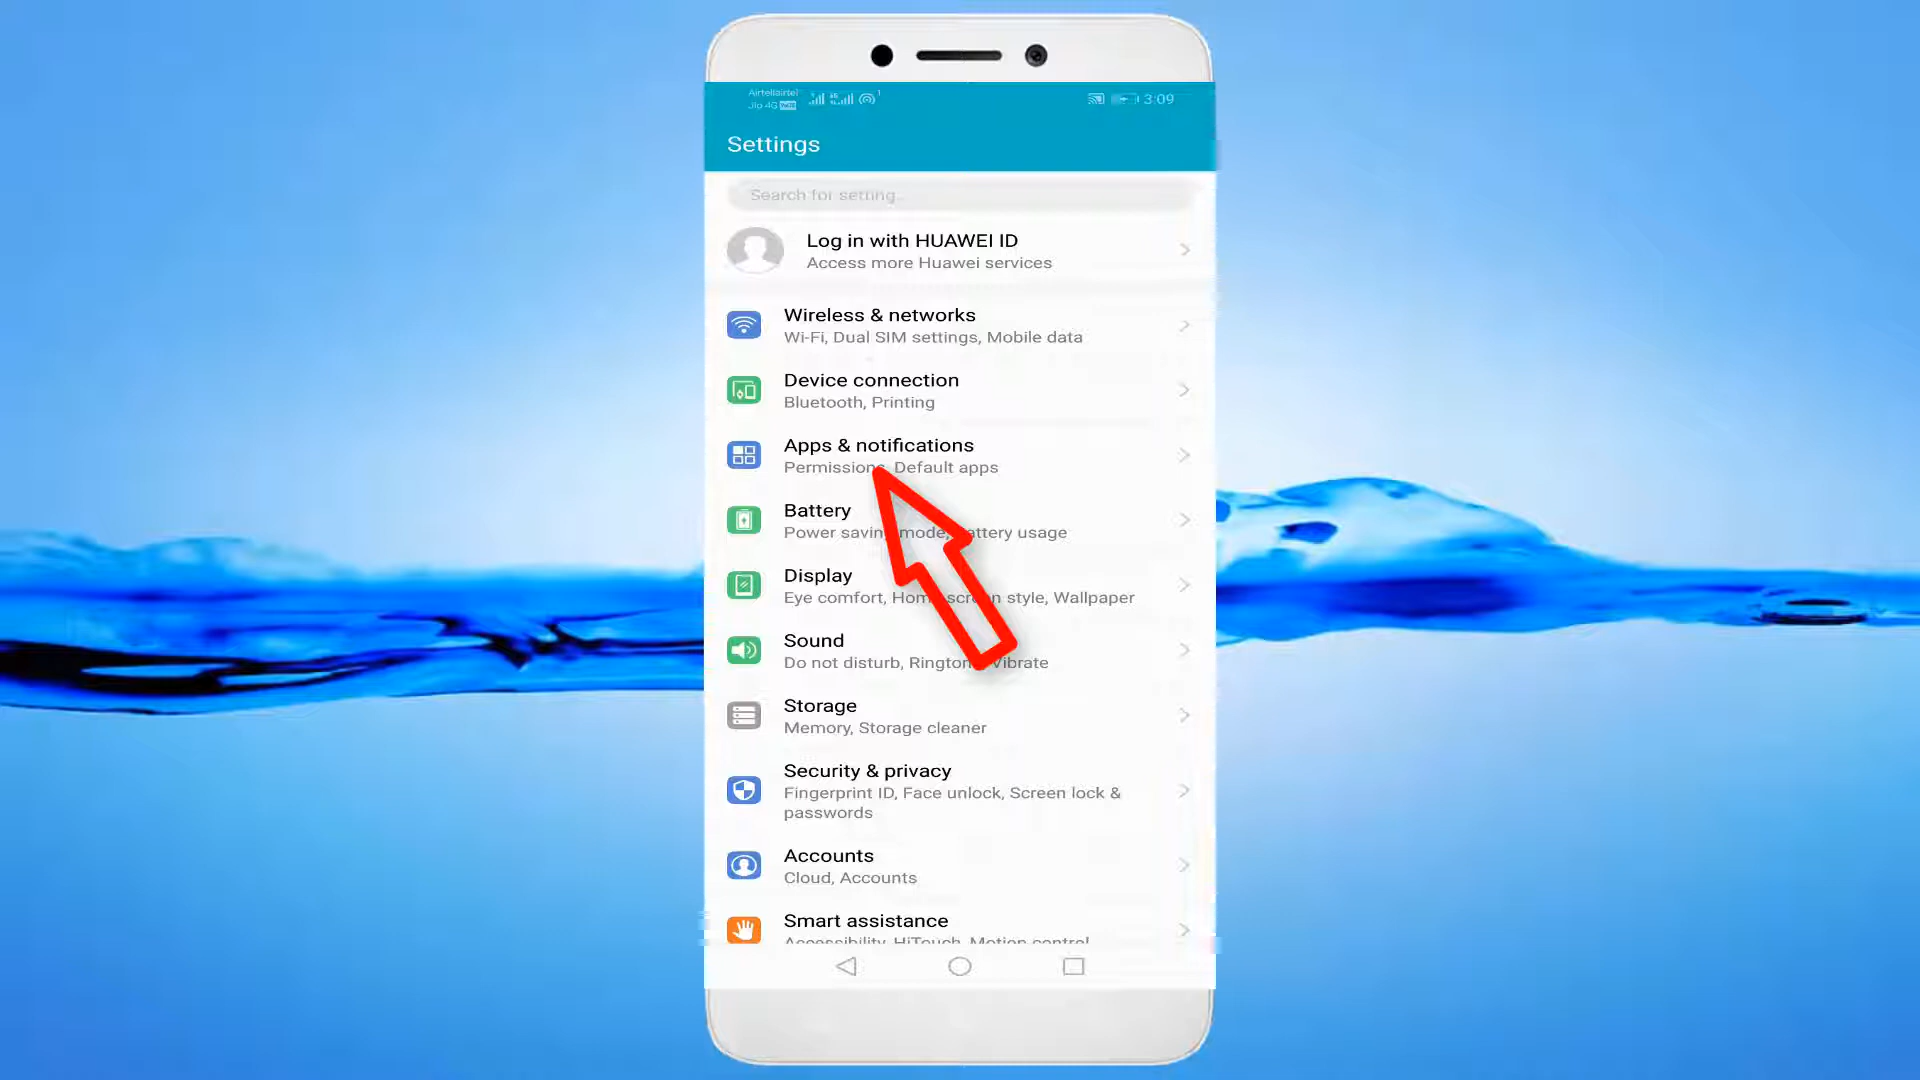 Airtel|airtel
Jio 4G
1
3:09
Settings
Search for setting..
Log in with HUAWEI ID
Access more Huawei services
Wireless & networks
Wi-Fi, Dual SIM settings, Mobile data
Device connection
Bluetooth, Printing
Apps & notifications
Permissions, Default apps
Battery
Power saving mode, Battery usage
Display
Eye comfort, Home screen style, Wallpaper
Sound
Do not disturb, Ringtone, Vibrate
Storage
Memory, Storage cleaner
Security & privacy
Fingerprint ID, Face unlock, Screen lock &
passwords
Accounts
Cloud, Accounts
Smart assistance
Accessibility, HiTouch, Motion control